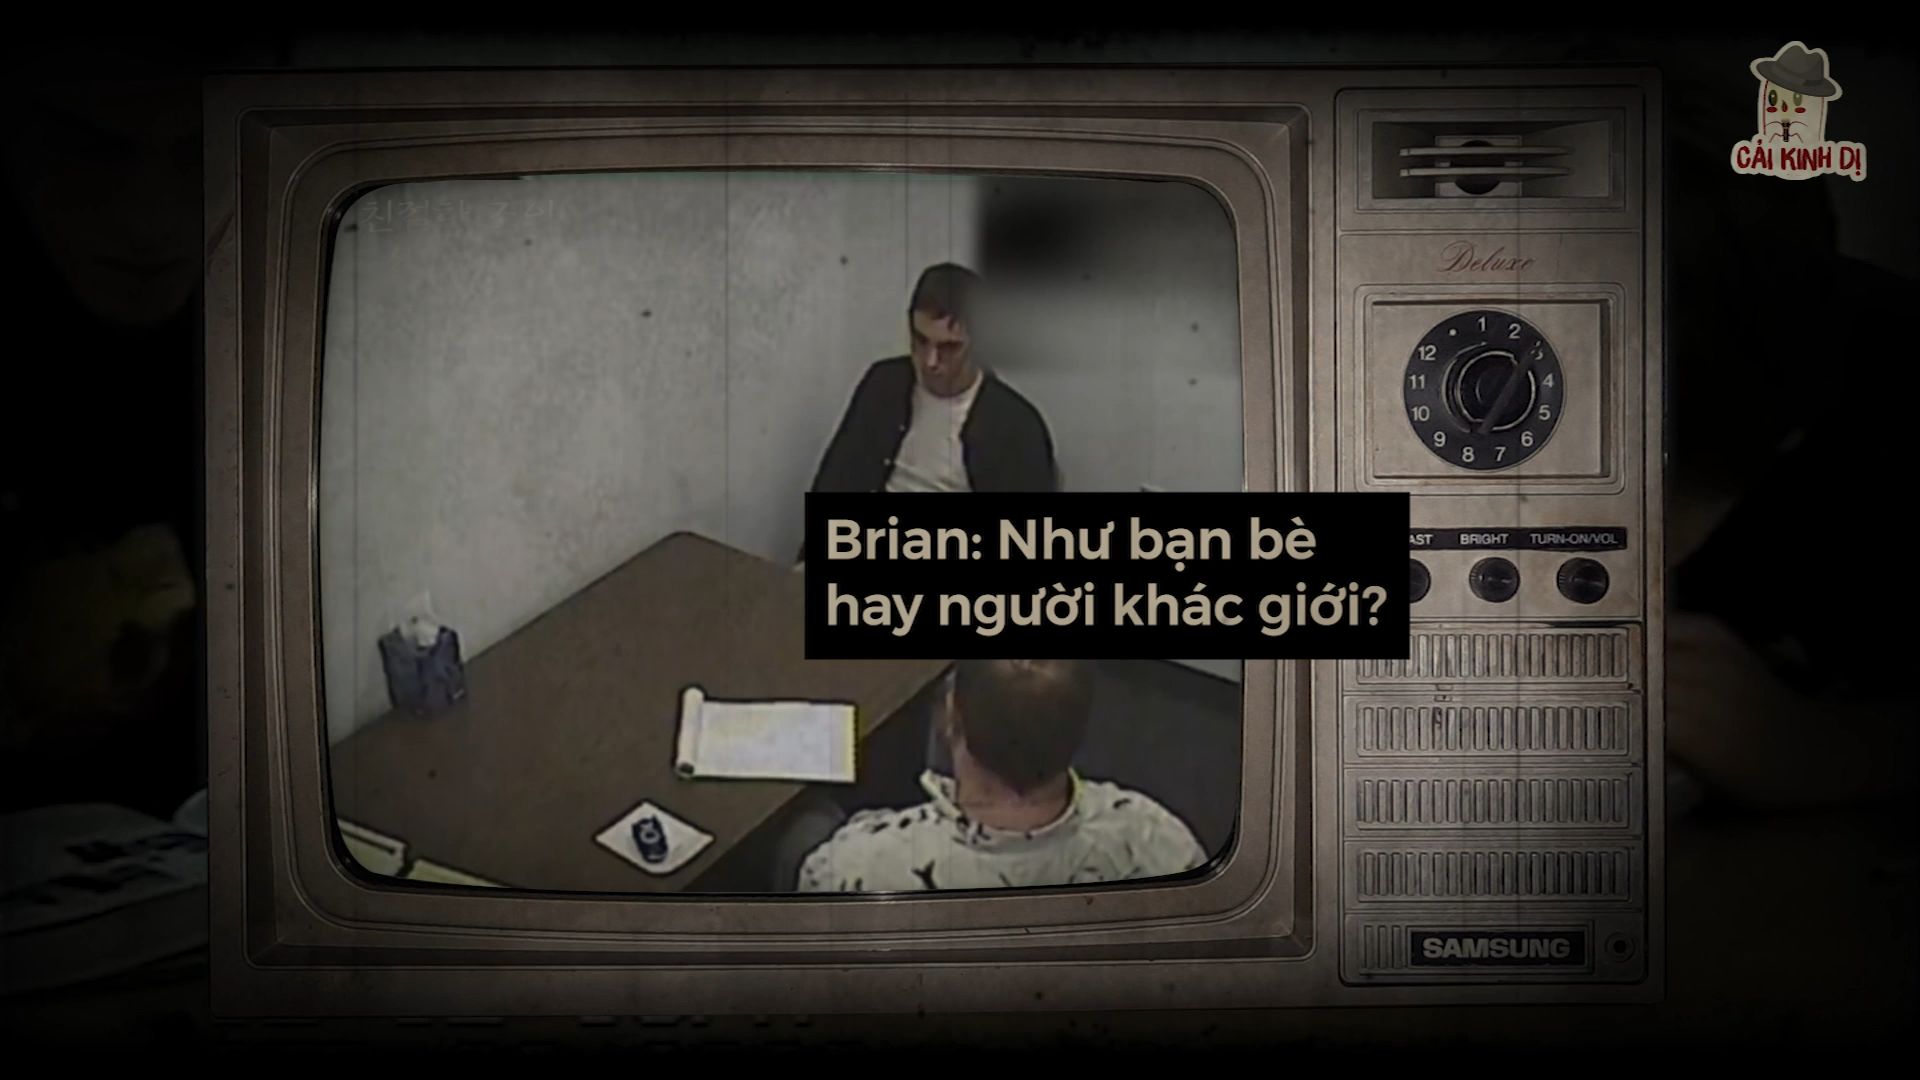 CẢI KINH DỊ
Deluxe
1
2
3
4
5
6
7
8
9
10
11
12
Brian: Như bạn bè
hay người khác giới?
BRIGHT
TURN-ON/VOL
SAMSUNG